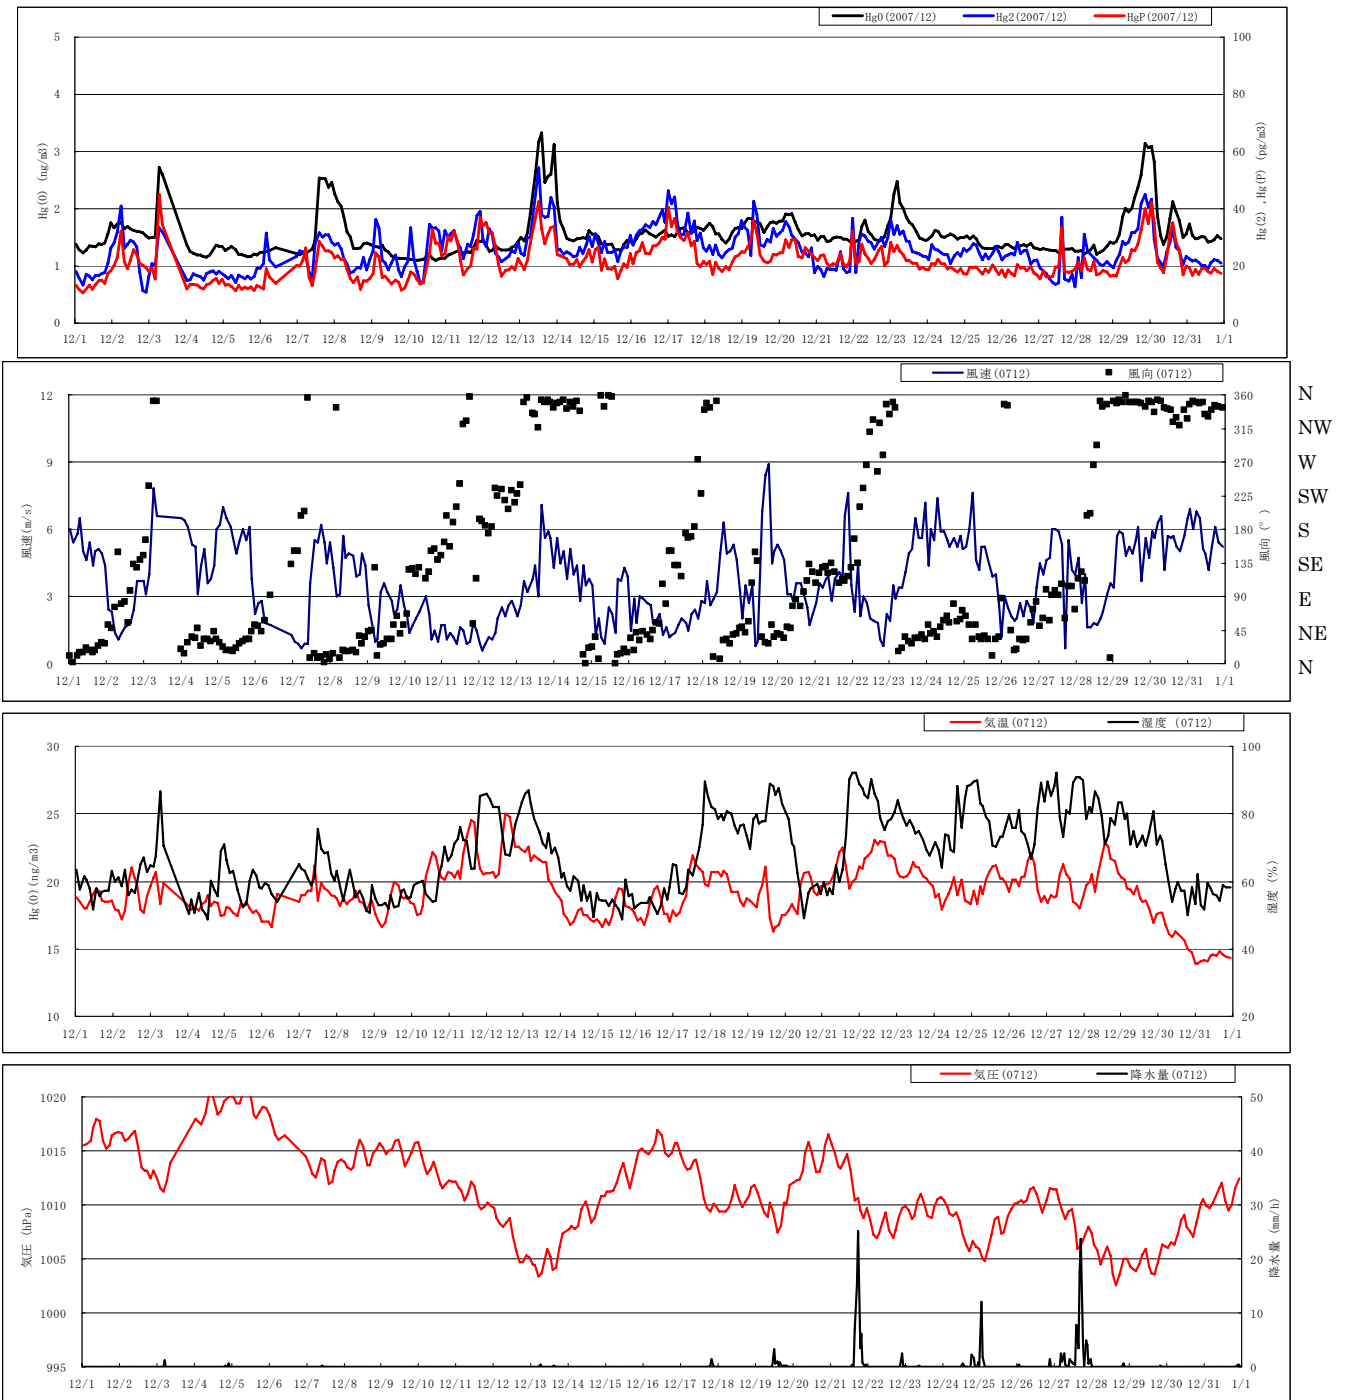 Hg0(2007/12) Hg2(2007/12) HgP(2007/12)
5 100
4 80
3 60
2 40
1 20
0 0
Hg(0) (ng/m3)
Hg(2) ,Hg(P) (pg/m3)
12/1 12/2 12/3 12/4 12/5 12/6 12/7 12/8 12/9 12/10 12/11 12/12 12/13 12/14 12/15 12/16 12/17 12/18 12/19 12/20 12/21 12/22 12/23 12/24 12/25 12/26 12/27 12/28 12/29 12/30 12/31 1/1
風速(0712) 風向(0712)
12 360 N
315 NW
9 270 W
225 SW
6 180 S
135 SE
3 90 E
45 NE
0 0 N
風速(m/s)
風向(°)
12/1 12/2 12/3 12/4 12/5 12/6 12/7 12/8 12/9 12/10 12/11 12/12 12/13 12/14 12/15 12/16 12/17 12/18 12/19 12/20 12/21 12/22 12/23 12/24 12/25 12/26 12/27 12/28 12/29 12/30 12/31 1/1
気温(0712) 湿度 (0712)
30 100
25 80
20 60
15 40
10 20
Hg(0)(ng/m3)
湿度 (%)
12/1 12/2 12/3 12/4 12/5 12/6 12/7 12/8 12/9 12/10 12/11 12/12 12/13 12/14 12/15 12/16 12/17 12/18 12/19 12/20 12/21 12/22 12/23 12/24 12/25 12/26 12/27 12/28 12/29 12/30 12/31 1/1
気圧(0712) 降水量(0712)
1020 50
1015 40
1010 30
1005 20
1000 10
995 0
気圧 (hPa)
降水量 (mm/h)
12/1 12/2 12/3 12/4 12/5 12/6 12/7 12/8 12/9 12/10 12/11 12/12 12/13 12/14 12/15 12/16 12/17 12/18 12/19 12/20 12/21 12/22 12/23 12/24 12/25 12/26 12/27 12/28 12/29 12/30 12/31 1/1